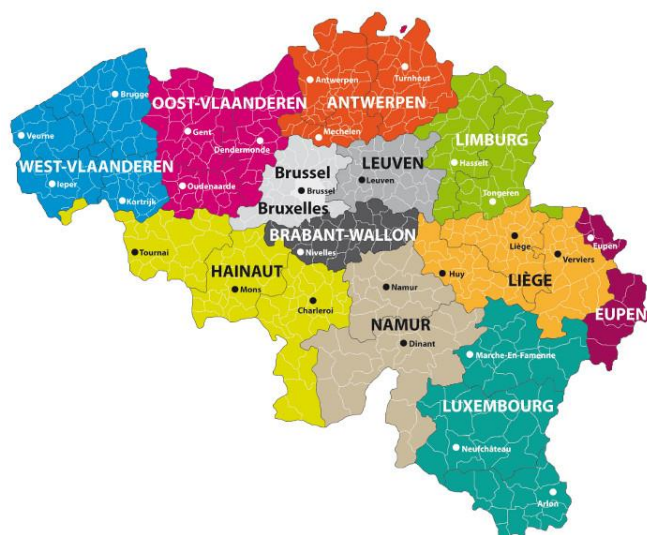 Turnhout
Antwerpen
Brugge
OOST-VLAANDEREN
ANTWERPEN
Veurne
Gent
Mechelen
Dendermonde
LIMBURG
WEST-VLAANDEREN
LEUVEN
Hasselt
Brussel
Ieper
Oudenaarde
Brussel
Leuven
Kortrijk
Tongeren
Bruxelles
BRABANT-WALLON
Eupen
Tournai
Nivelles
Liège
Verviers
HAINAUT
Huy
LIÈGE
Mons
Namur
Charleroi
EUPEN
NAMUR
Dinant
Marche-En-Famenne
LUXEMBOURG
Neufchâteau
Arlon